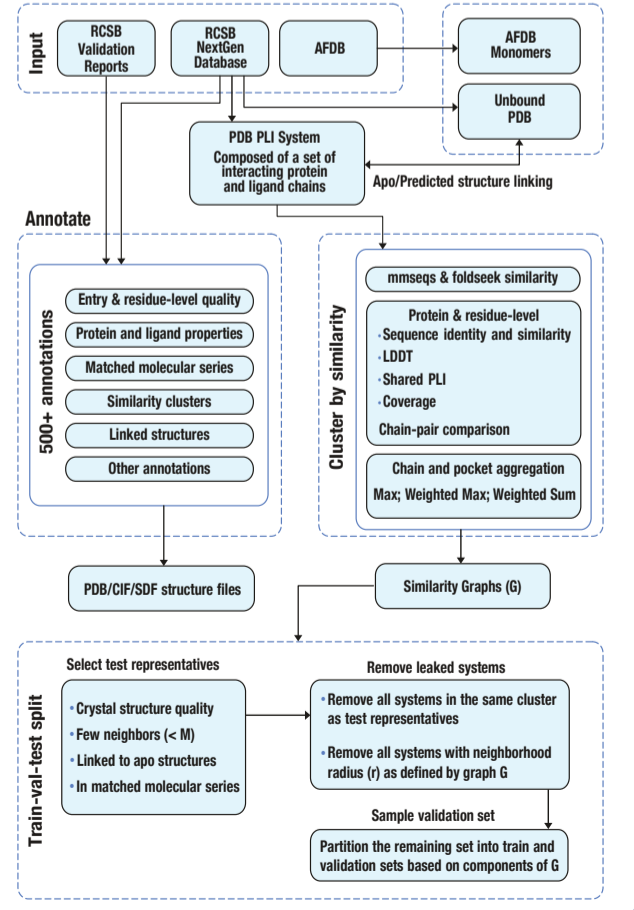 Input
RCSB
Validation
Reports
RCSB
NextGen
Database
AFDB
AFDB
Monomers
Unbound
PDB
PDB PLI System
Composed of a set of
interacting protein
and ligand chains
Apo/Predicted structure linking
Annotate
500+ annotations
Entry & residue-level quality
Protein and ligand properties
Matched molecular series
Similarity clusters
Linked structures
Other annotations
PDB/CIF/SDF structure files
Cluster by similarity
mmseqs & foldseek similarity
Protein & residue-level
· Sequence identity and similarity
· LDDT
· Shared PLI
· Coverage
Chain-pair comparison
Chain and pocket aggregation
Max; Weighted Max; Weighted Sum
Similarity Graphs (G)
Train-val-test split
Select test representatives
• Crystal structure quality
• Few neighbors (< M)
• Linked to apo structures
• In matched molecular series
Remove leaked systems
• Remove all systems in the same cluster
as test representatives
• Remove all systems with neighborhood
radius (r) as defined by graph G
Sample validation set
Partition the remaining set into train and
validation sets based on components of G